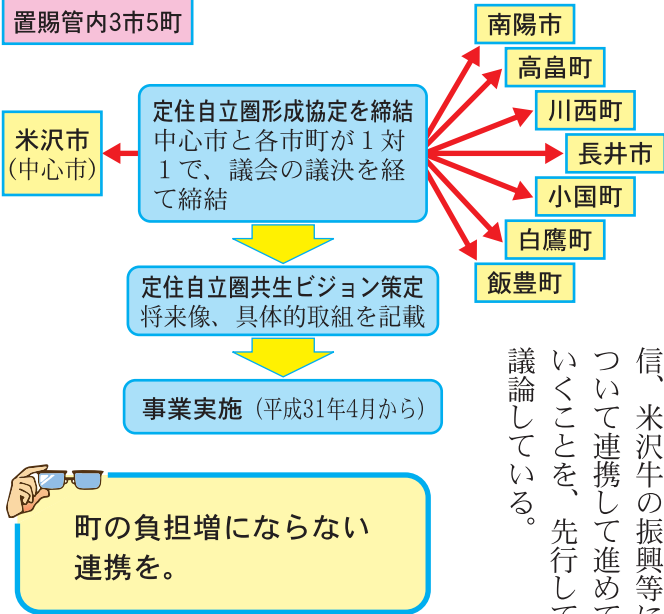 置賜管内3市5町
米沢市
(中心市)
定住自立圏形成協定を締結
中心市と各市町が1対
1で、議会の議決を経
て締結
南陽市
高畠町
川西町
長井市
小国町
白鷹町
飯豊町
定住自立圏共生ビジョン策定
将来像、具体的取組を記載
事業実施(平成31年4月から)
信、米沢牛の振興等に
ついて連携して進めて
いくことを、先行して
議論している。
町の負担増にならない
連携を。